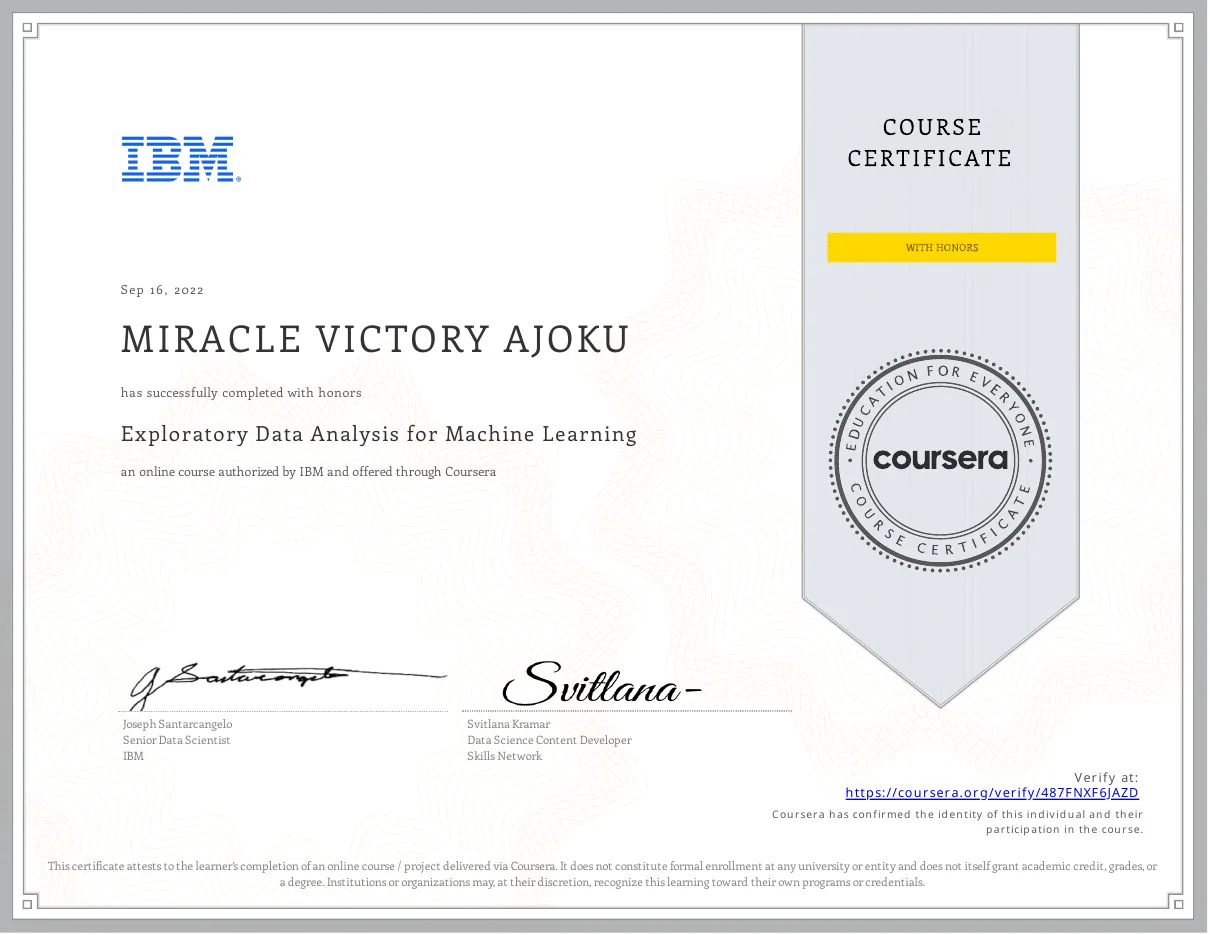 IBM®
COURSE
CERTIFICATE
WITH HONORS
Sep 16, 2022
MIRACLE VICTORY AJOKU
has successfully completed with honors
Exploratory Data Analysis for Machine Learning
an online course authorized by IBM and offered through Coursera
EDUCATION FOR EVERYONE
coursera
COURSE CERTIFICATE
J Santarcangelo
Svitlana
Joseph Santarcangelo
Senior Data Scientist
IBM
Svitlana Kramar
Data Science Content Developer
Skills Network
Verify at:
https://coursera.org/verify/487FNXF6JAZD
Coursera has confirmed the identity of this individual and their
participation in the course.
This certificate attests to the learner's completion of an online course / project delivered via Coursera. It does not constitute formal enrollment at any university or entity and does not itself grant academic credit, grades, or
a degree. Institutions or organizations may, at their discretion, recognize this learning toward their own programs or credentials.